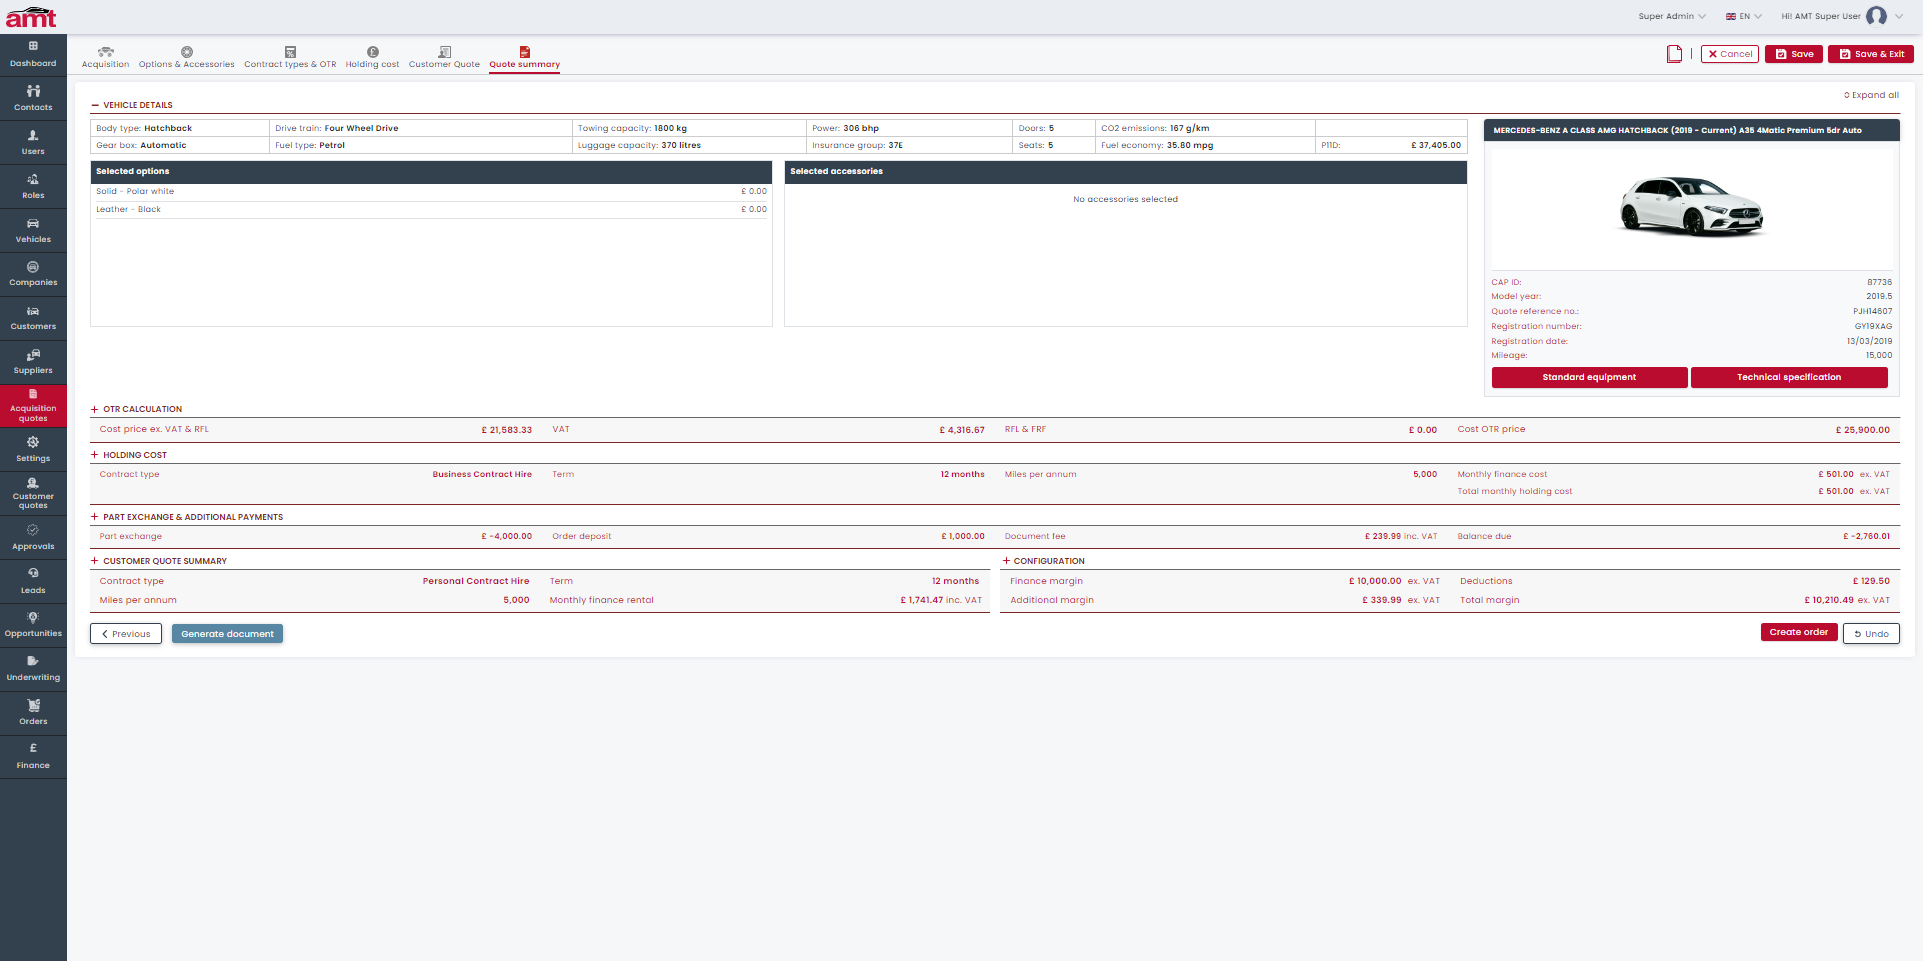 amt
Super Admin
EN
Hi! AMT Super User
Dashboard
Contacts
Users
Roles
Vehicles
Companies
Customers
Suppliers
Acquisition
quotes
Settings
Customer
quotes
Approvals
Leads
Opportunities
Underwriting
Orders
£
Finance
Acquisition
Options & Accessories
Contract types & OTR
Holding cost
Customer Quote
Quote summary
Cancel
Save
Save & Exit
Expand all
VEHICLE DETAILS
Body type: Hatchback
Drive train: Four Wheel Drive
Towing capacity: 1800 kg
Power: 306 bhp
Doors: 5
CO2 emissions: 167 g/km
Gear box: Automatic
Fuel type: Petrol
Luggage capacity: 370 litres
Insurance group: 37E
Seats: 5
Fuel economy: 35.80 mpg
P11D: £ 37,405.00
Selected options
Solid - Polar white £ 0.00
Leather - Black £ 0.00
Selected accessories
No accessories selected
MERCEDES-BENZ A CLASS AMG HATCHBACK (2019 - Current) A35 4Matic Premium 5dr Auto
CAP ID: 87736
Model year: 2019.5
Quote reference no.: PJH14607
Registration number: GY19XAG
Registration date: 13/03/2019
Mileage: 15,000
Standard equipment
Technical specification
OTR CALCULATION
Cost price ex. VAT & RFL £ 21,583.33
VAT £ 4,316.67
RFL & FRF £ 0.00
Cost OTR price £ 25,900.00
HOLDING COST
Contract type Business Contract Hire
Term 12 months
Miles per annum 5,000
Monthly finance cost £ 501.00 ex. VAT
Total monthly holding cost £ 501.00 ex. VAT
PART EXCHANGE & ADDITIONAL PAYMENTS
Part exchange £ -4,000.00
Order deposit £ 1,000.00
Document fee £ 239.99 inc. VAT
Balance due £ -2,760.01
CUSTOMER QUOTE SUMMARY
Contract type Personal Contract Hire
Term 12 months
Miles per annum 5,000
Monthly finance rental £ 1,741.47 inc. VAT
CONFIGURATION
Finance margin £ 10,000.00 ex. VAT
Deductions £ 129.50
Additional margin £ 339.99 ex. VAT
Total margin £ 10,210.49 ex. VAT
Previous
Generate document
Create order
Undo